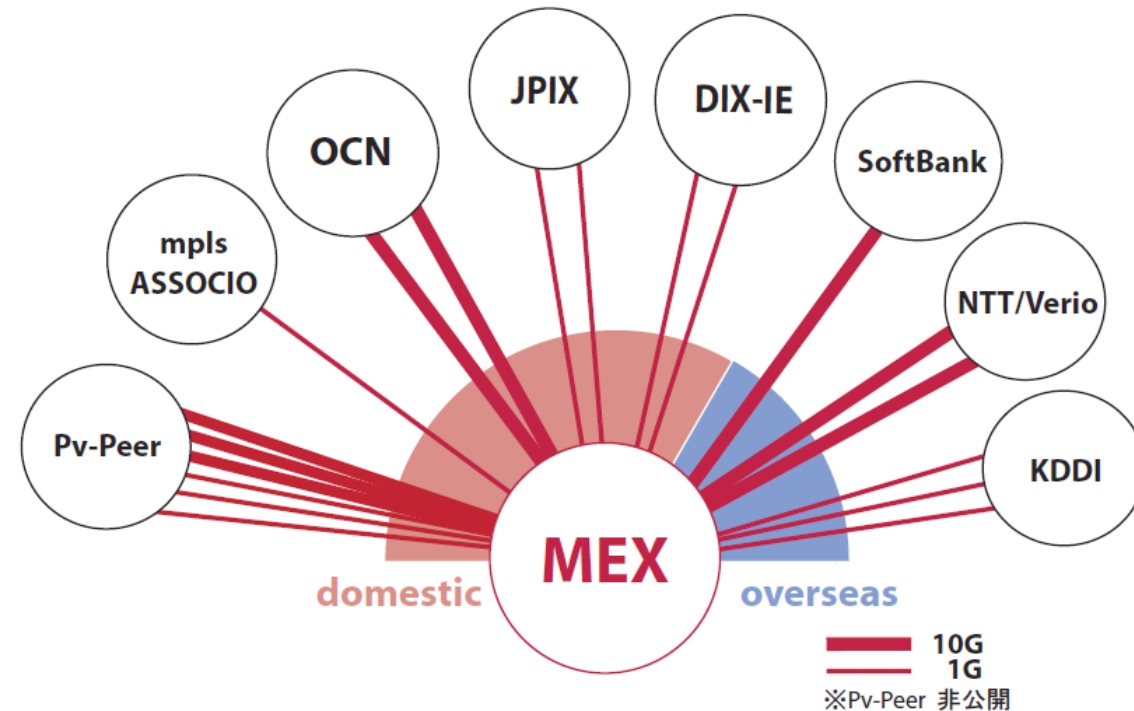 JPIX
DIX-IE
OCN
SoftBank
mpls
ASSOCIO
NTT/Verio
Pv-Peer
KDDI
MEX
domestic
overseas
10G
1G
※Pv-Peer 非公開